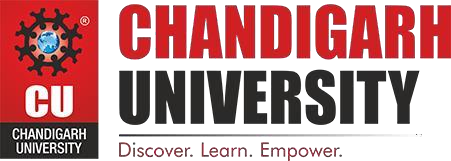 ®
CU
CHANDIGARH
UNIVERSITY
CHANDIGARH
UNIVERSITY
Discover. Learn. Empower.